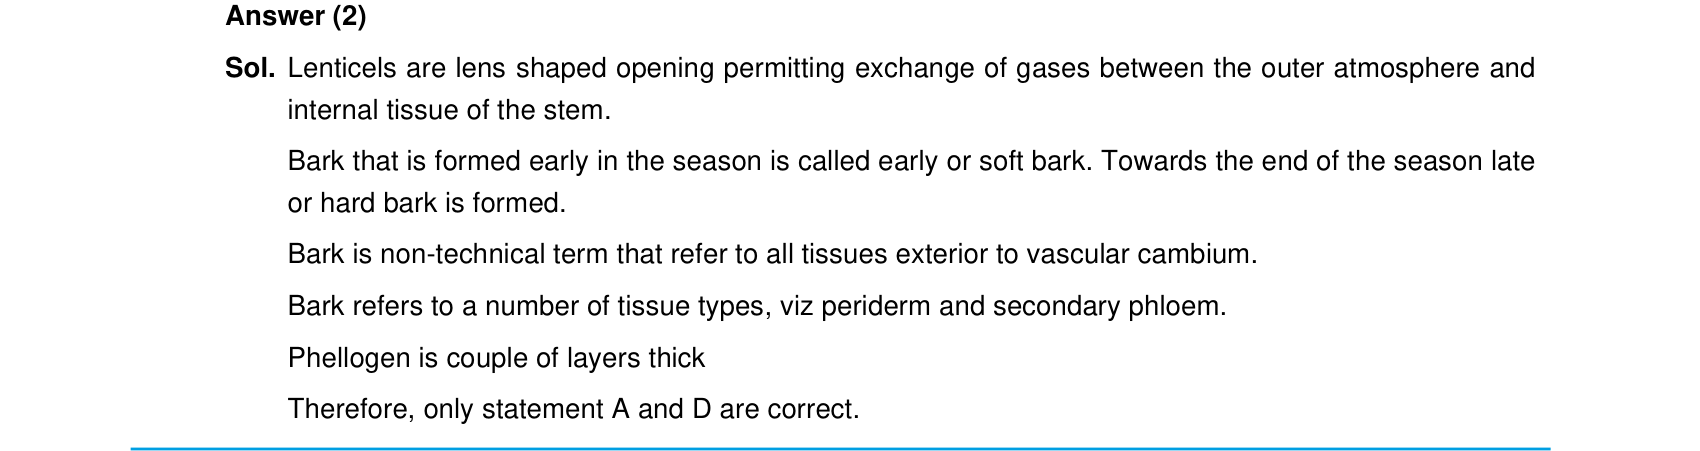 Answer (2)
Sol. Lenticels are lens shaped opening permitting exchange of gases between the outer atmosphere and
internal tissue of the stem.
Bark that is formed early in the season is called early or soft bark. Towards the end of the season late
or hard bark is formed.
Bark is non-technical term that refer to all tissues exterior to vascular cambium.
Bark refers to a number of tissue types, viz periderm and secondary phloem.
Phellogen is couple of layers thick
Therefore, only statement A and D are correct.